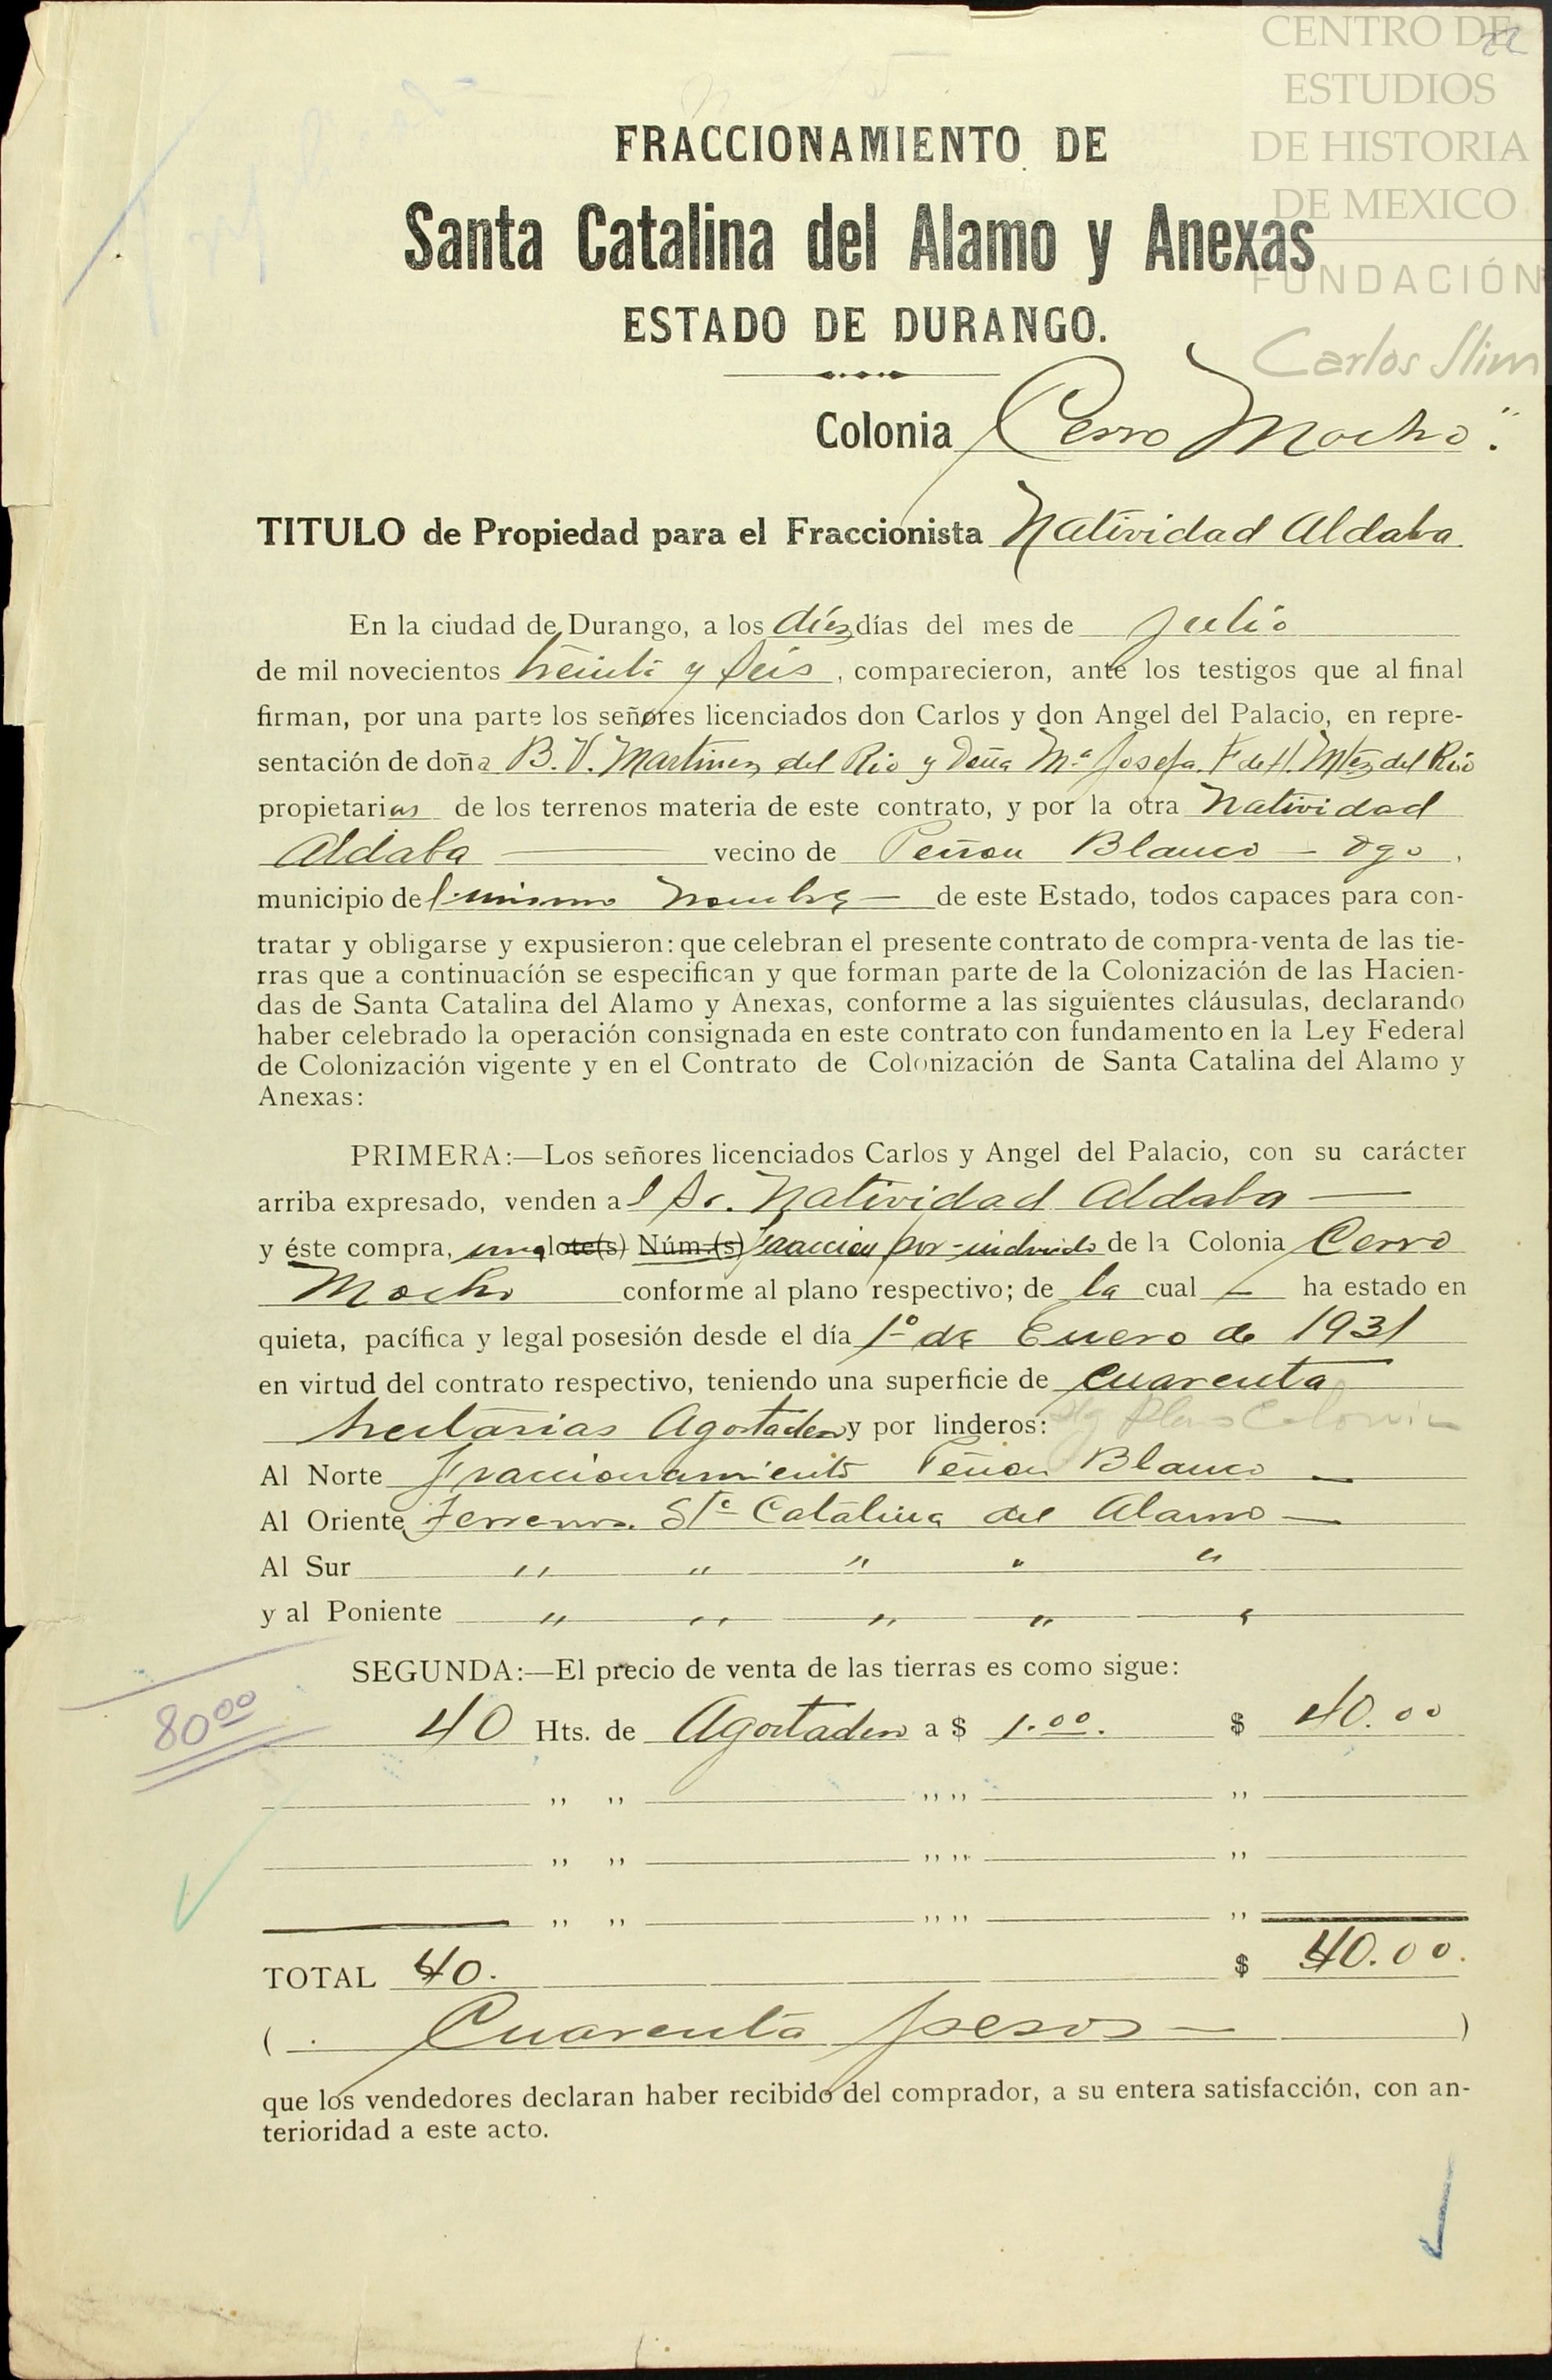 CENTRO DE
ESTUDIOS
DE HISTORIA
DE MEXICO
FUNDACIÓN
Carlos Slim
22
FRACCIONAMIENTO DE
Santa Catalina del Alamo y Anexas
ESTADO DE DURANGO.
Colonia Cerro Mocho".
TITULO de Propiedad para el Fraccionista Natividad Aldaba
En la ciudad de Durango, a los diez días del mes de julio
de mil novecientos treinta y seis, comparecieron, ante los testigos que al final
firman, por una parte los señores licenciados don Carlos y don Angel del Palacio, en repre-
sentación de doña B. V. Martinez del Rio y Doña Ma Josefa F de H. Mtez del Rio
propietarias de los terrenos materia de este contrato, y por la otra Natividad
Aldaba vecino de Peñon Blanco - Dgo,
municipio del mismo nombre — de este Estado, todos capaces para con-
tratar y obligarse y expusieron: que celebran el presente contrato de compra-venta de las tie-
rras que a continuacíón se especifican y que forman parte de la Colonización de las Hacien-
das de Santa Catalina del Alamo y Anexas, conforme a las siguientes cláusulas, declarando
haber celebrado la operación consignada en este contrato con fundamento en la Ley Federal
de Colonización vigente y en el Contrato de Colonización de Santa Catalina del Alamo y
Anexas:
PRIMERA:—Los señores licenciados Carlos y Angel del Palacio, con su carácter
arriba expresado, venden al Sr. Natividad Aldaba —
y éste compra, una lote(s) Núm.(s) fraccion por-indiviso de la Colonia Cerro
Mocho conforme al plano respectivo; de la cual — ha estado en
quieta, pacífica y legal posesión desde el día 1º de Enero de 1931
en virtud del contrato respectivo, teniendo una superficie de cuarenta
hectarias Agostadero y por linderos: Colonia
Al Norte Fraccionamiento Peñon Blanco —
Al Oriente Terrenos. Sta Catalina del Alamo —
Al Sur " " " " "
y al Poniente " " " " "
SEGUNDA:—El precio de venta de las tierras es como sigue:
80.00
40 Hts. de Agostadero a $ 1.00. $ 40.00
,, ,, ,, ,, ,,
,, ,, ,, ,, ,,
,, ,, ,, ,, ,,
TOTAL 40. $ 40.00.
( . Cuarenta pesos — )
que los vendedores declaran haber recibido del comprador, a su entera satisfacción, con an-
terioridad a este acto.